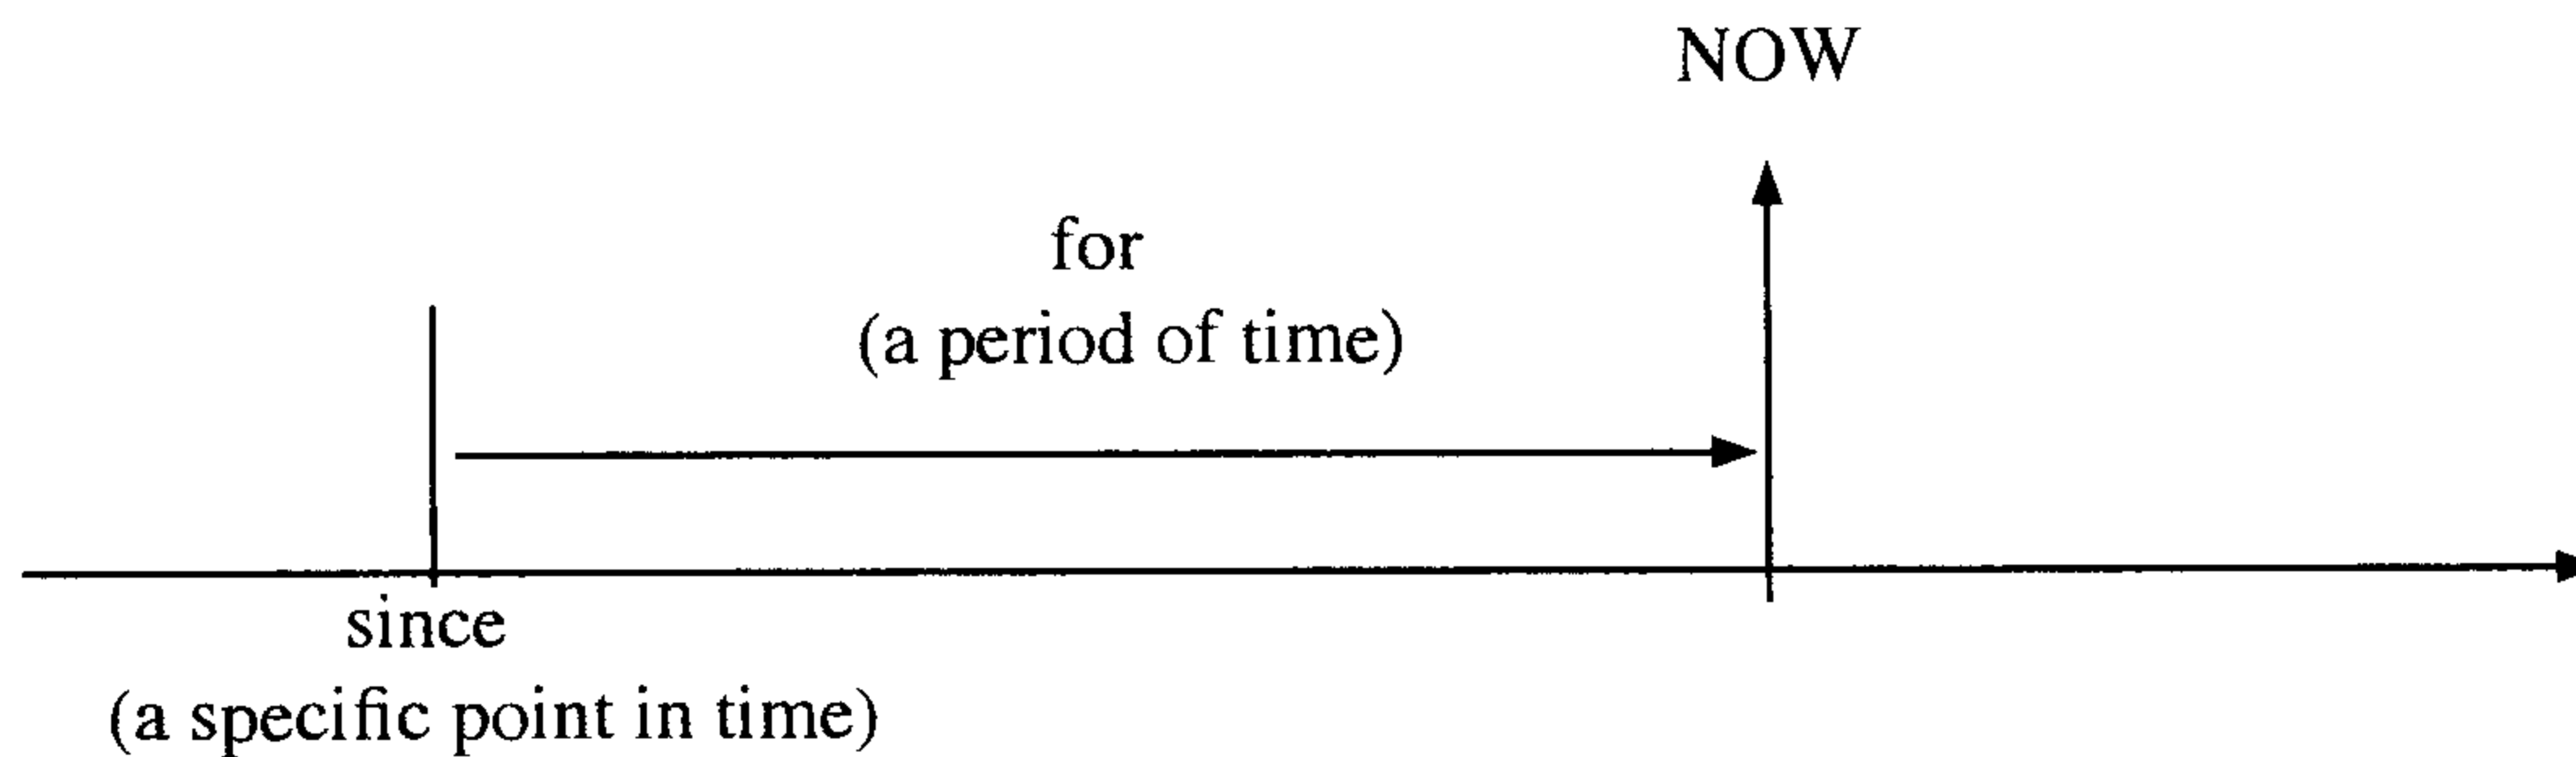 NOW
for
(a period of time)
since
(a specific point in time)